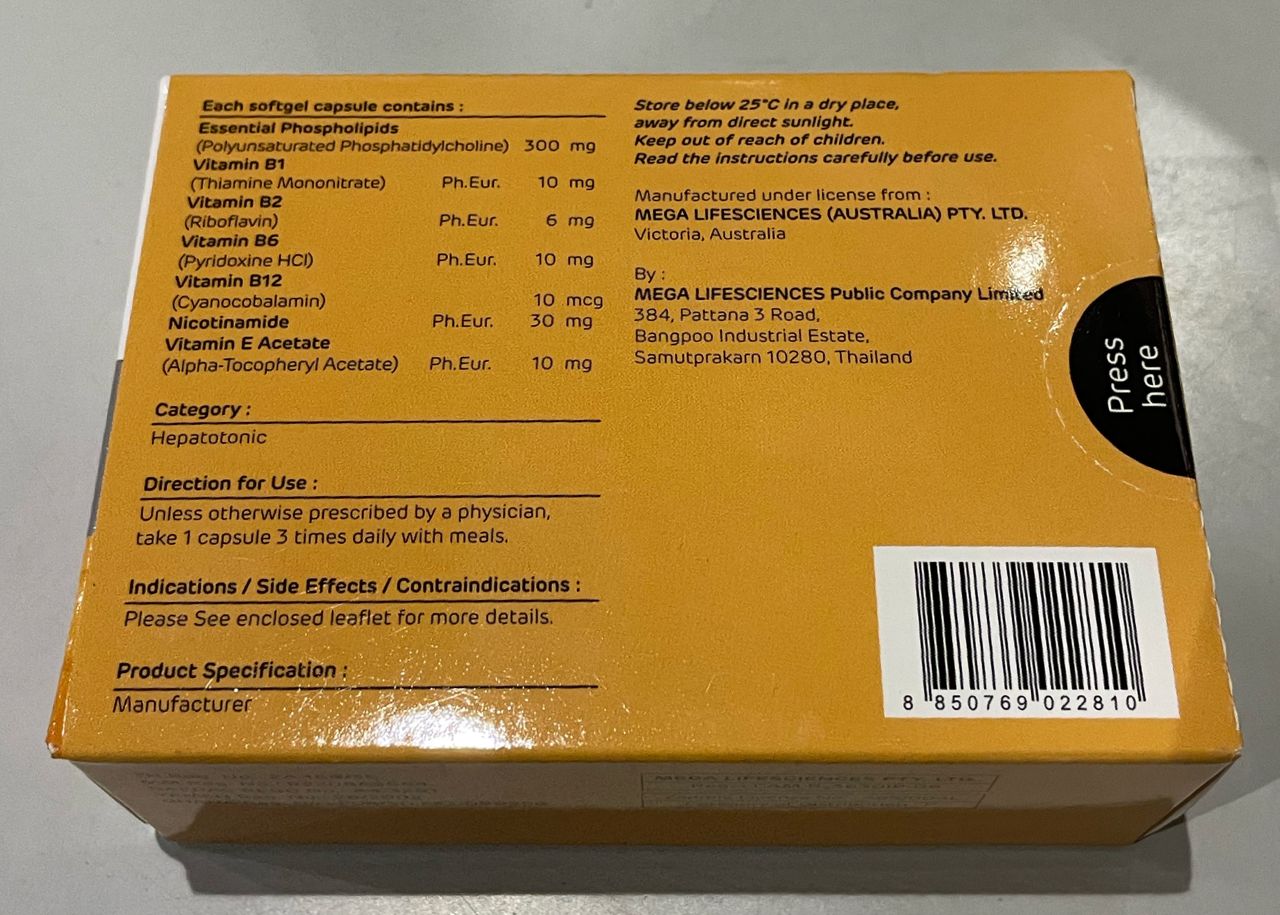 Each softgel capsule contains :
Essential Phospholipids
(Polyunsaturated Phosphatidylcholine) 300 mg
Vitamin B1
(Thiamine Mononitrate) Ph.Eur. 10 mg
Vitamin B2
(Riboflavin) Ph.Eur. 6 mg
Vitamin B6
(Pyridoxine HCl) Ph.Eur. 10 mg
Vitamin B12
(Cyanocobalamin) 10 mcg
Nicotinamide Ph.Eur. 30 mg
Vitamin E Acetate
(Alpha-Tocopheryl Acetate) Ph.Eur. 10 mg
Category :
Hepatotonic
Direction for Use :
Unless otherwise prescribed by a physician,
take 1 capsule 3 times daily with meals.
Indications / Side Effects / Contraindications :
Please See enclosed leaflet for more details.
Product Specification :
Manufacturer
Store below 25°C in a dry place,
away from direct sunlight.
Keep out of reach of children.
Read the instructions carefully before use.
Manufactured under license from :
MEGA LIFESCIENCES (AUSTRALIA) PTY. LTD.
Victoria, Australia
By :
MEGA LIFESCIENCES Public Company Limited
384, Pattana 3 Road,
Bangpoo Industrial Estate,
Samutprakarn 10280, Thailand
Press
here
8 850769 022810
MEGA LIFESCIENCES PTY. LTD.